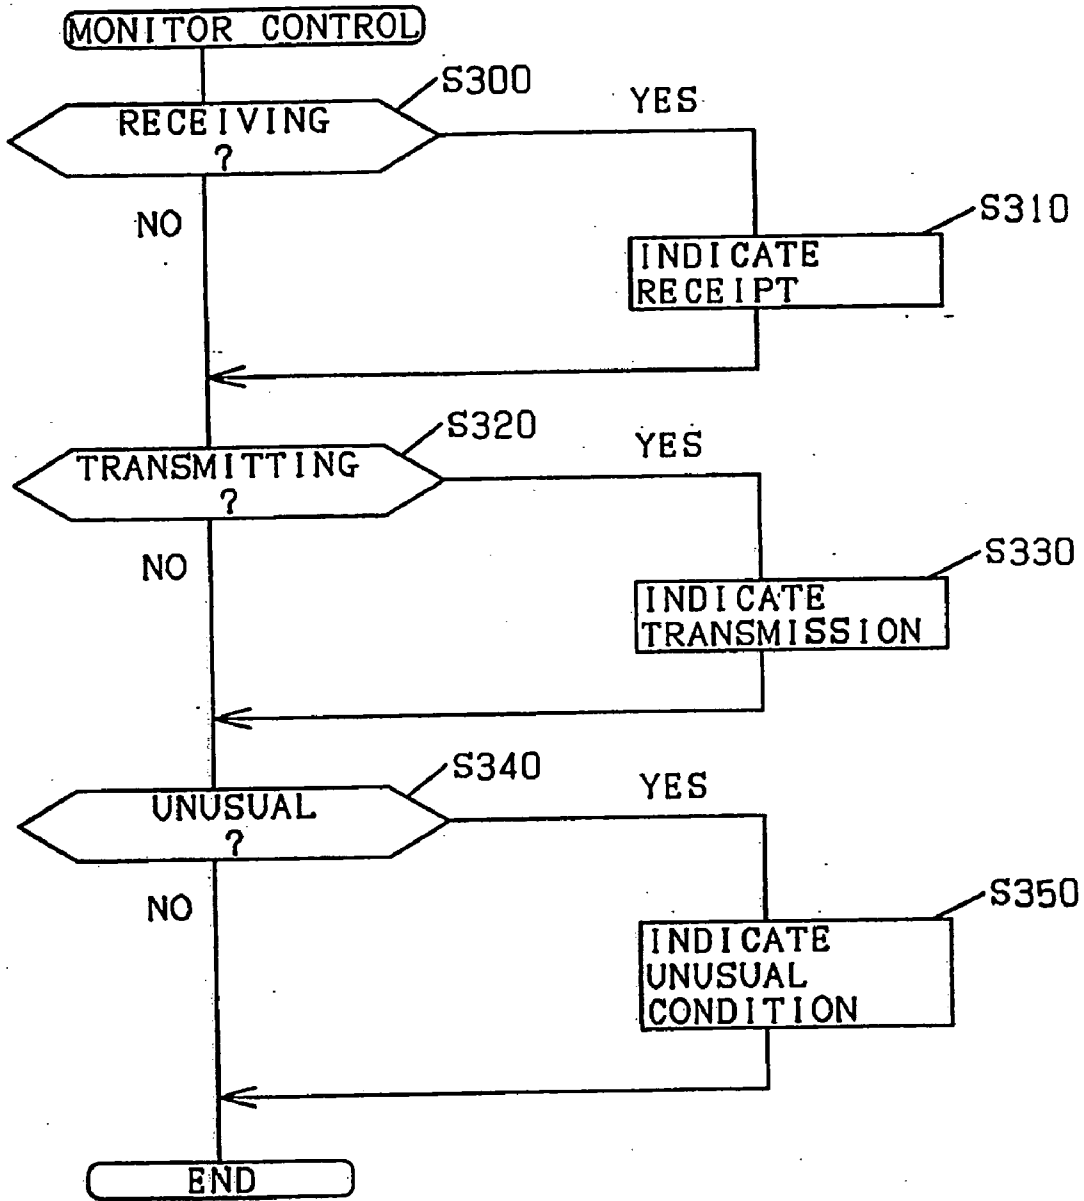 MONITOR CONTROL
S300
RECEIVING
?
YES
NO
S310
INDICATE
RECEIPT
S320
TRANSMITTING
?
YES
NO
S330
INDICATE
TRANSMISSION
S340
UNUSUAL
?
YES
NO
S350
INDICATE
UNUSUAL
CONDITION
END